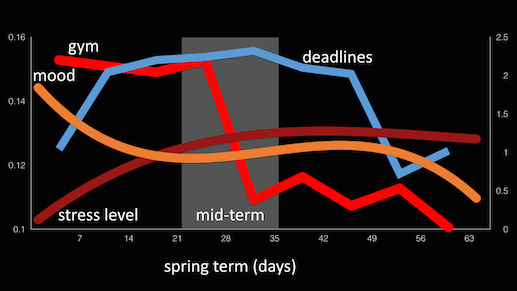 0.16
gym
deadlines
2.5
mood
2
0.14
1.5
1
0.12
0.5
stress level
mid-term
0.1
0
7 14 21 28 35 42 49 56 63
spring term (days)